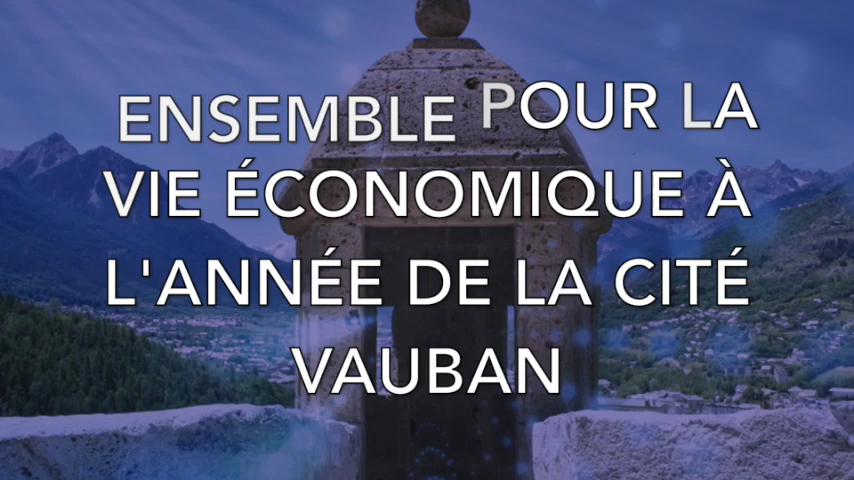 ENSEMBLE POUR LA
VIE ÉCONOMIQUE À
L'ANNÉE DE LA CITÉ
VAUBAN